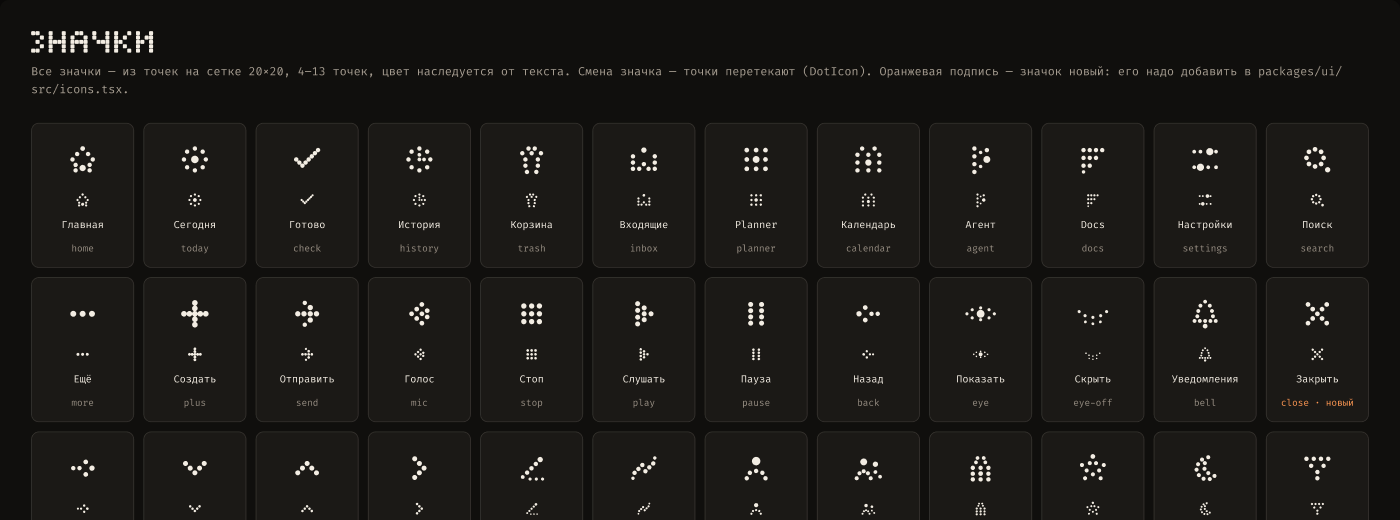 ЗНАЧКИ
Все значки — из точек на сетке 20×20, 4–13 точек, цвет наследуется от текста. Смена значка — точки перетекают (DotIcon). Оранжевая подпись — значок новый: его надо добавить в packages/ui/
src/icons.tsx.
Главная Сегодня Готово История Корзина Входящие Planner Календарь Агент Docs Настройки Поиск
home today check history trash inbox planner calendar agent docs settings search
Ещё Создать Отправить Голос Стоп Слушать Пауза Назад Показать Скрыть Уведомления Закрыть
more plus send mic stop play pause back eye eye-off bell close · новый